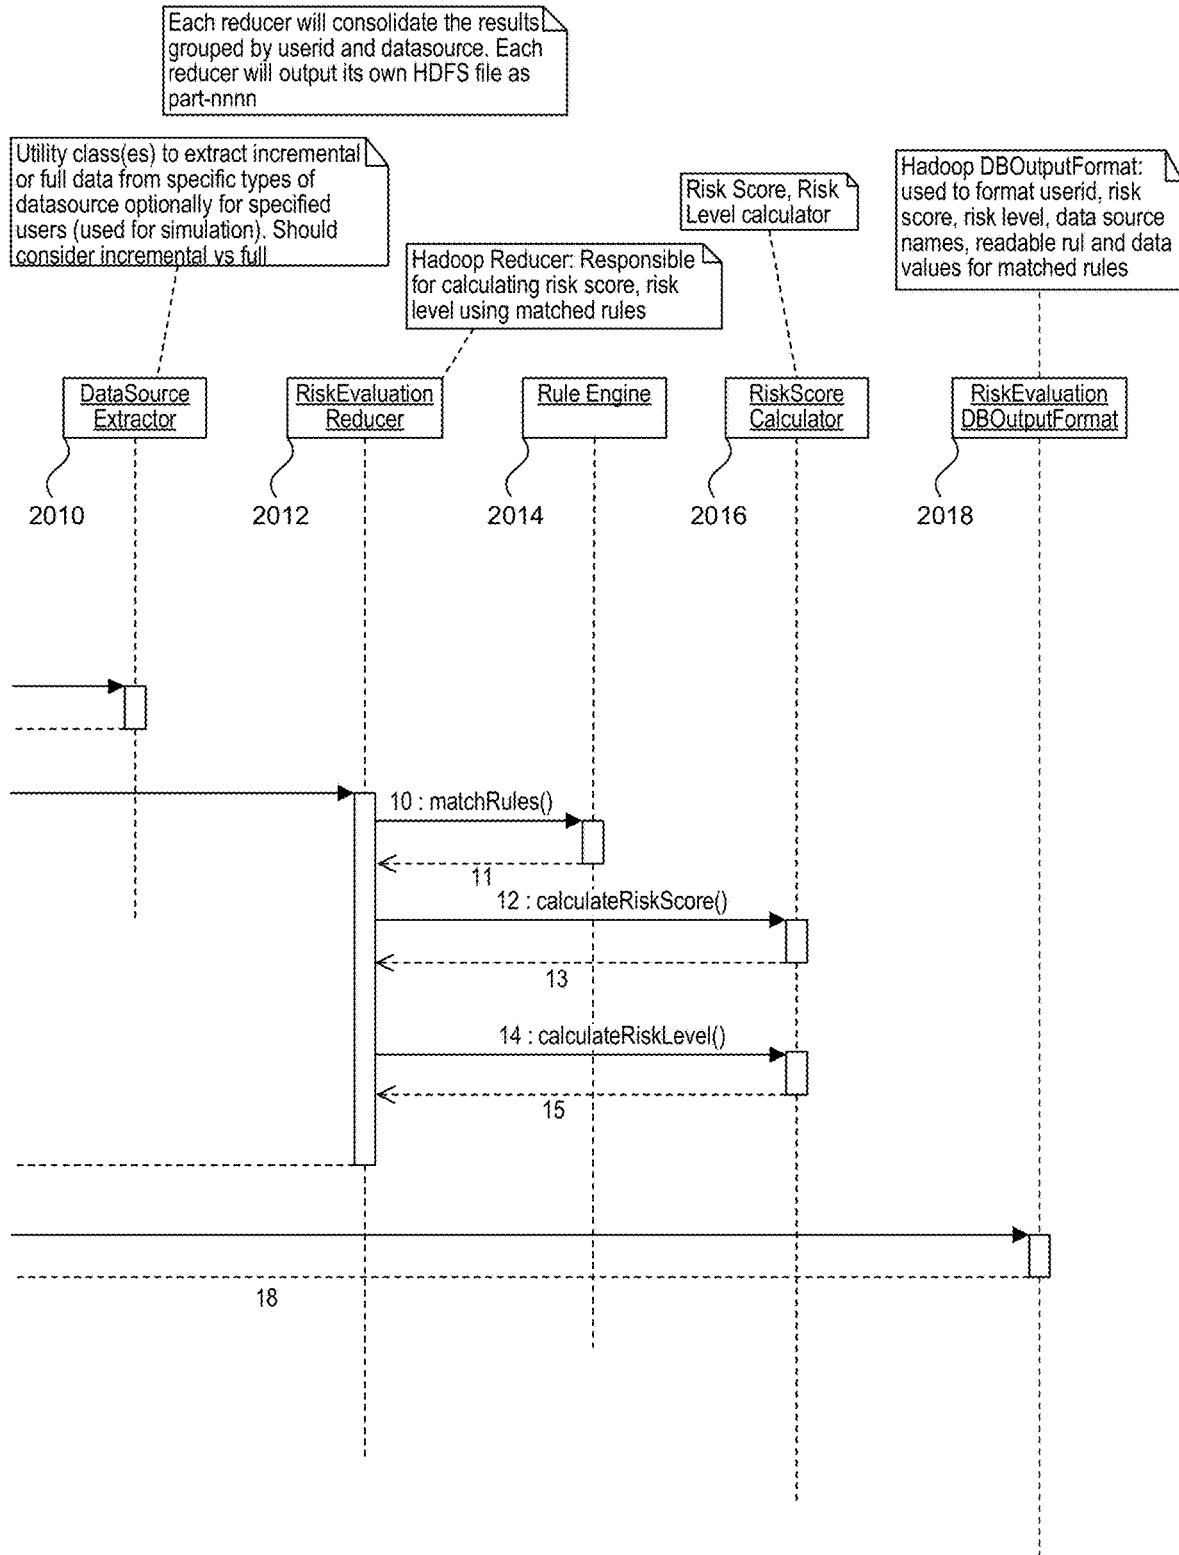 Each reducer will consolidate the results
grouped by userid and datasource. Each
reducer will output its own HDFS file as
part-nnnn
Utility class(es) to extract incremental
or full data from specific types of
datasource optionally for specified
users (used for simulation). Should
consider incremental vs full
Hadoop Reducer: Responsible
for calculating risk score, risk
level using matched rules
Risk Score, Risk
Level calculator
Hadoop DBOutputFormat:
used to format userid, risk
score, risk level, data source
names, readable rul and data
values for matched rules
DataSource
Extractor
RiskEvaluation
Reducer
Rule Engine
RiskScore
Calculator
RiskEvaluation
DBOutputFormat
2010
2012
2014
2016
2018
10 : matchRules()
11
12 : calculateRiskScore()
13
14 : calculateRiskLevel()
15
18